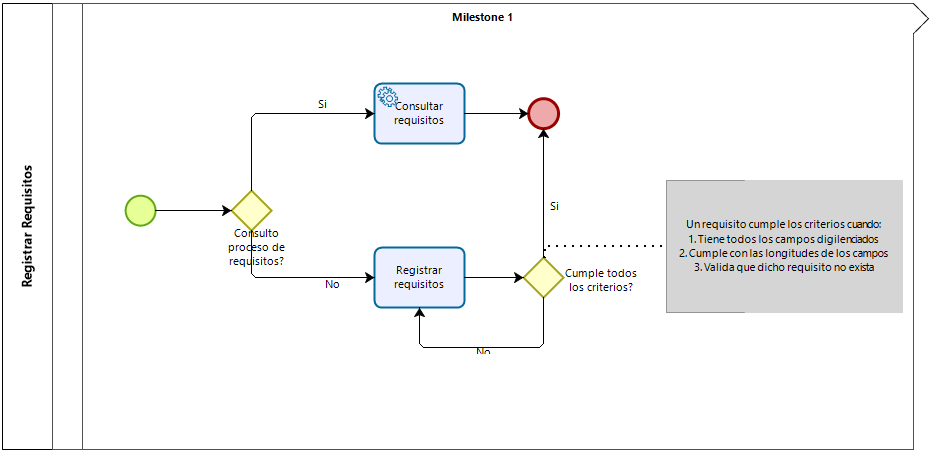 Milestone 1
Registrar Requisitos
Si
Consultar
requisitos
Consulto
proceso de
requisitos?
No
Registrar
requisitos
Si
Cumple todos
los criterios?
No
Un requisito cumple los criterios cuando:
1. Tiene todos los campos digilenciados
2. Cumple con las longitudes de los campos
3. Valida que dicho requisito no exista